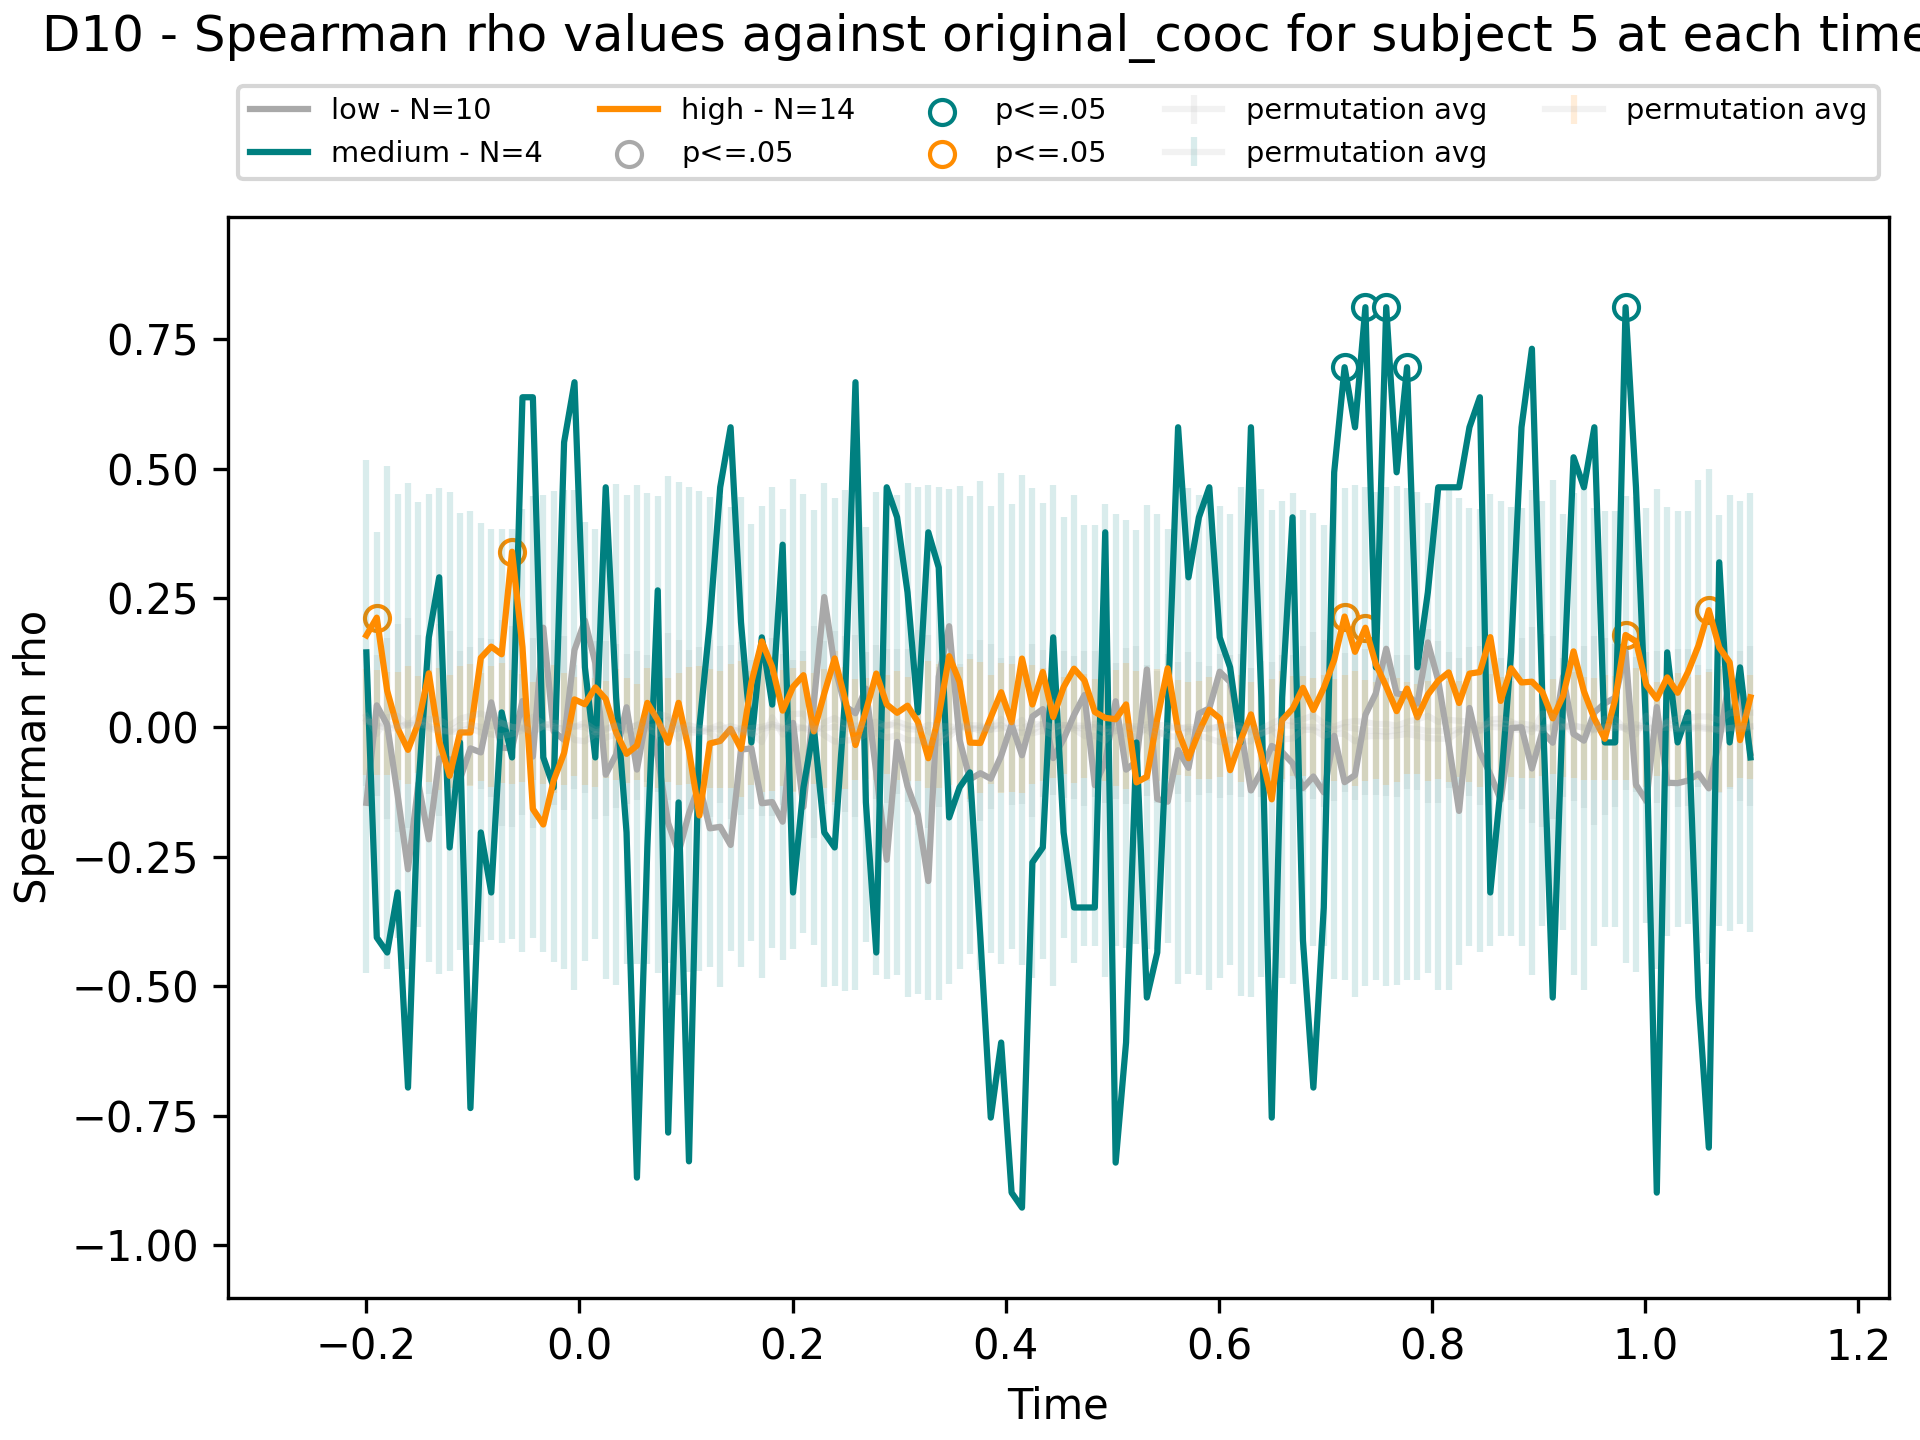 D10 - Spearman rho values against original_cooc for subject 5 at each time
low - N=10
medium - N=4
high - N=14
p<=.05
p<=.05
p<=.05
permutation avg
permutation avg
permutation avg
Spearman rho
0.75
0.50
0.25
0.00
−0.25
−0.50
−0.75
−1.00
−0.2 0.0 0.2 0.4 0.6 0.8 1.0 1.2
Time